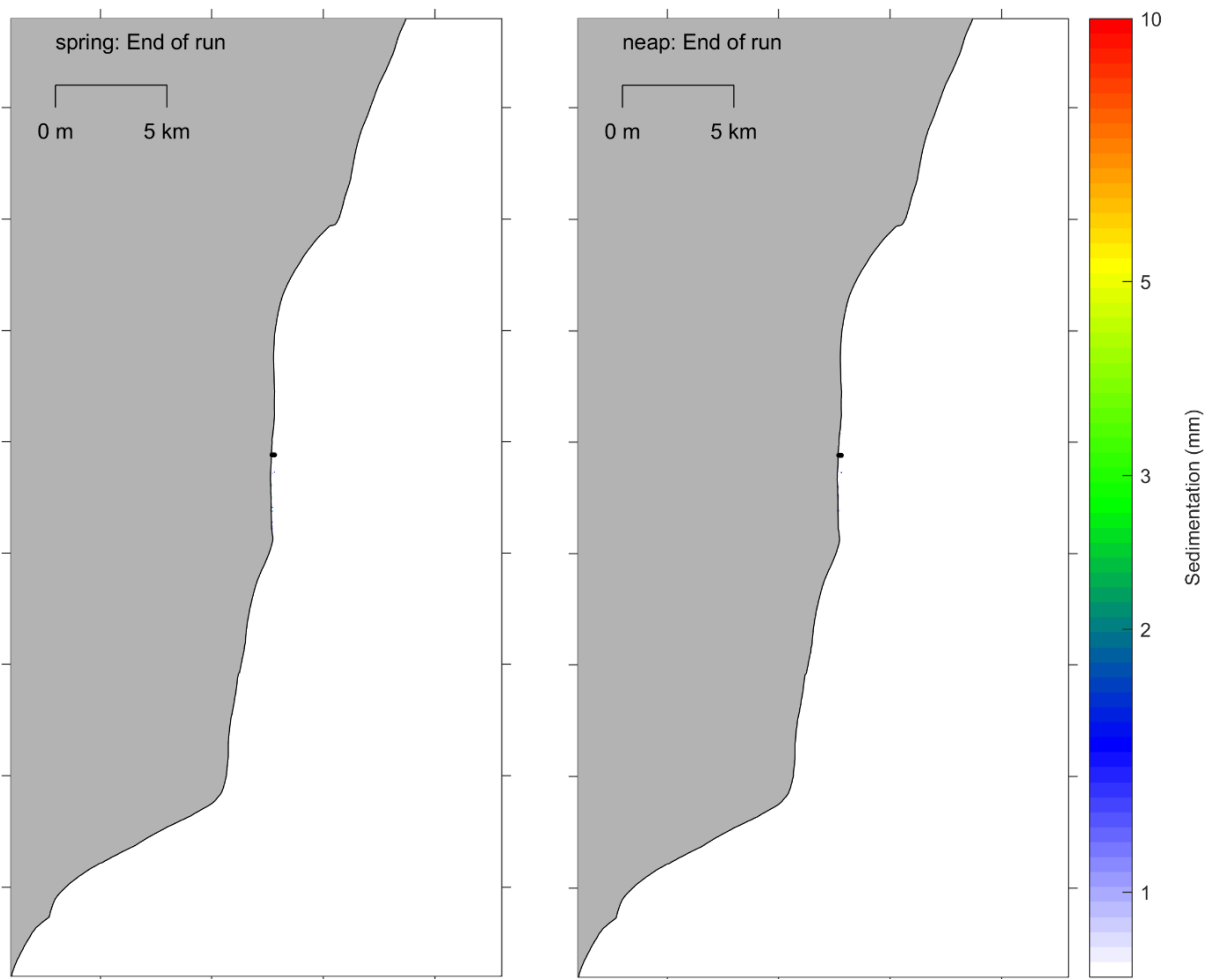 spring: End of run
0 m 5 km
neap: End of run
0 m 5 km
10
5
3
2
1
Sedimentation (mm)